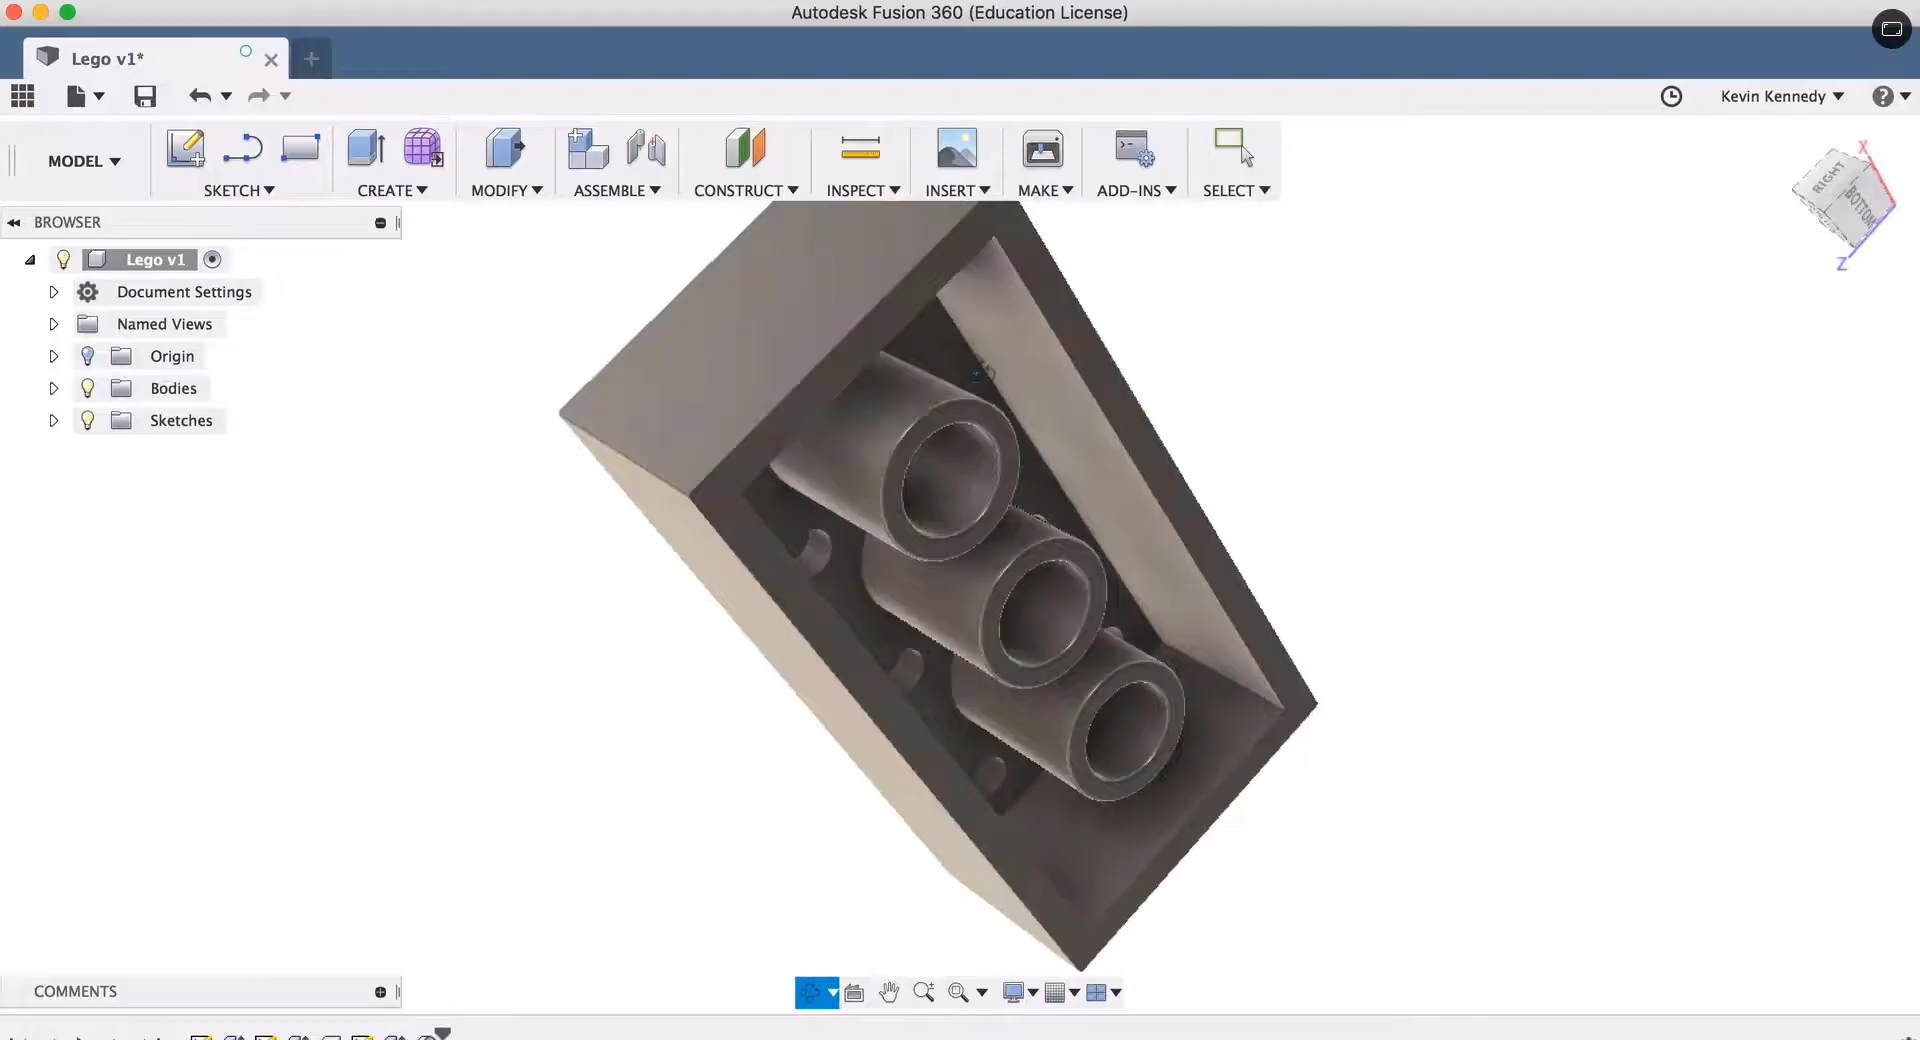 Autodesk Fusion 360 (Education License)
Lego v1*
Kevin Kennedy
MODEL
SKETCH
CREATE
MODIFY
ASSEMBLE
CONSTRUCT
INSPECT
INSERT
MAKE
ADD-INS
SELECT
X
RIGHT
BOTTOM
Z
BROWSER
Lego v1
Document Settings
Named Views
Origin
Bodies
Sketches
COMMENTS